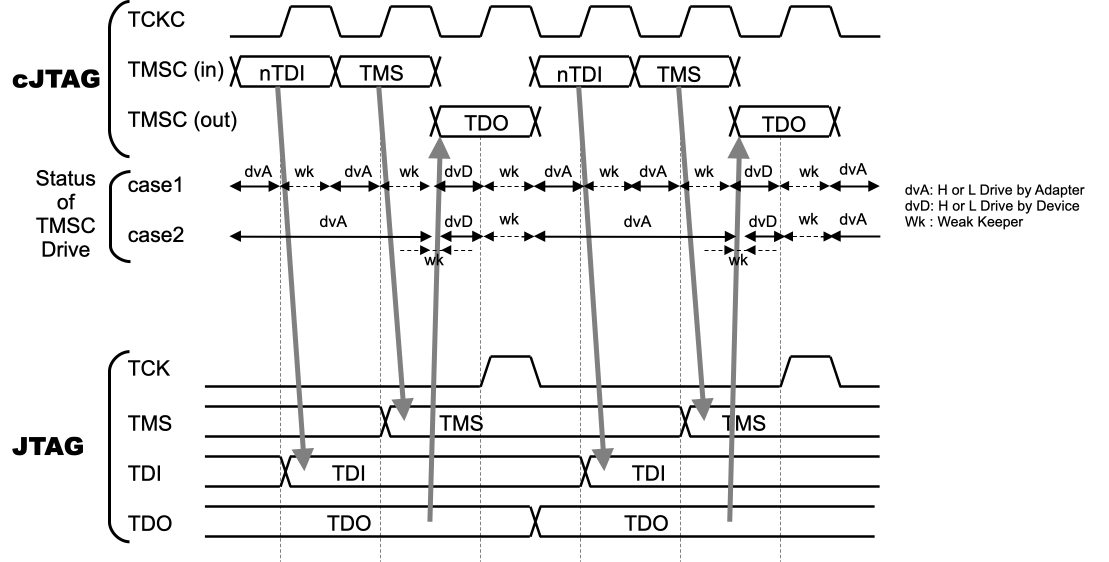 cJTAG
TCKC
TMSC (in) nTDI TMS nTDI TMS
TMSC (out) TDO TDO
Status
of
TMSC
Drive
case1 dvA wk dvA wk dvD wk dvA wk dvA wk dvD wk dvA
case2 dvA dvD wk dvA dvD wk dvA
wk wk
dvA: H or L Drive by Adapter
dvD: H or L Drive by Device
Wk : Weak Keeper
JTAG
TCK
TMS TMS TMS
TDI TDI TDI
TDO TDO TDO